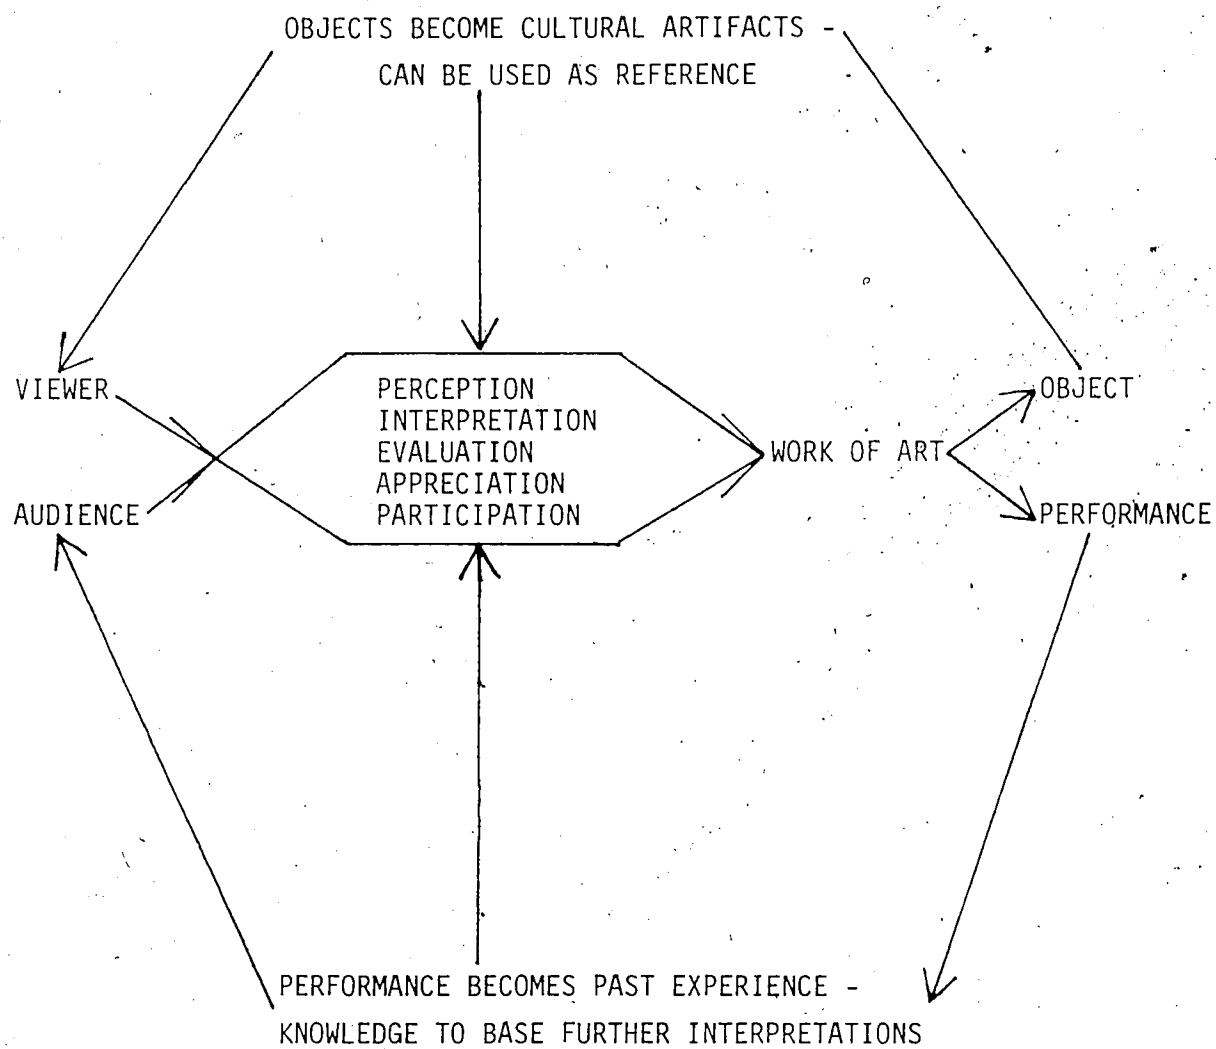 OBJECTS BECOME CULTURAL ARTIFACTS -
CAN BE USED AS REFERENCE
VIEWER
AUDIENCE
PERCEPTION
INTERPRETATION
EVALUATION
APPRECIATION
PARTICIPATION
WORK OF ART
OBJECT
PERFORMANCE
PERFORMANCE BECOMES PAST EXPERIENCE -
KNOWLEDGE TO BASE FURTHER INTERPRETATIONS